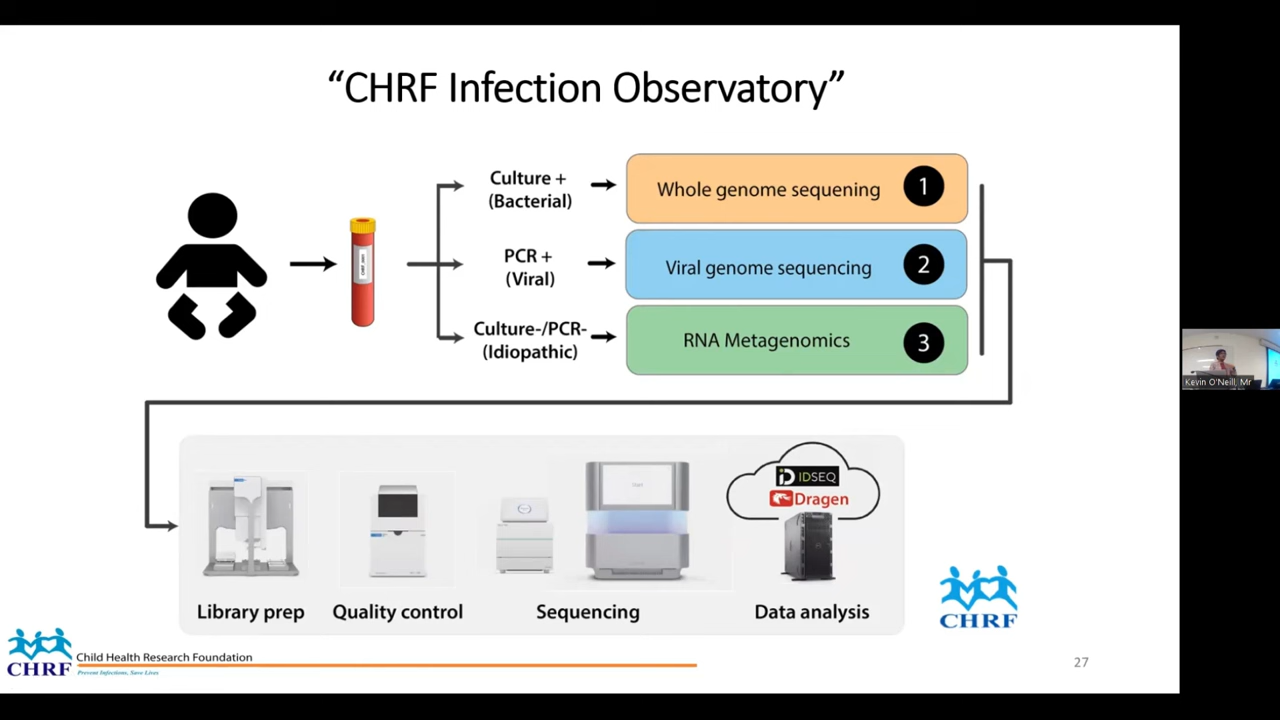 “CHRF Infection Observatory”
Culture +
(Bacterial)
Whole genome sequening
1
PCR +
(Viral)
Viral genome sequencing
2
Culture-/PCR-
(Idiopathic)
RNA Metagenomics
3
IDSEQ
Dragen
Library prep
Quality control
Sequencing
Data analysis
CHRF
CHRF
Child Health Research Foundation
Prevent Infections, Save Lives
27
Kevin O'Neill, Mr